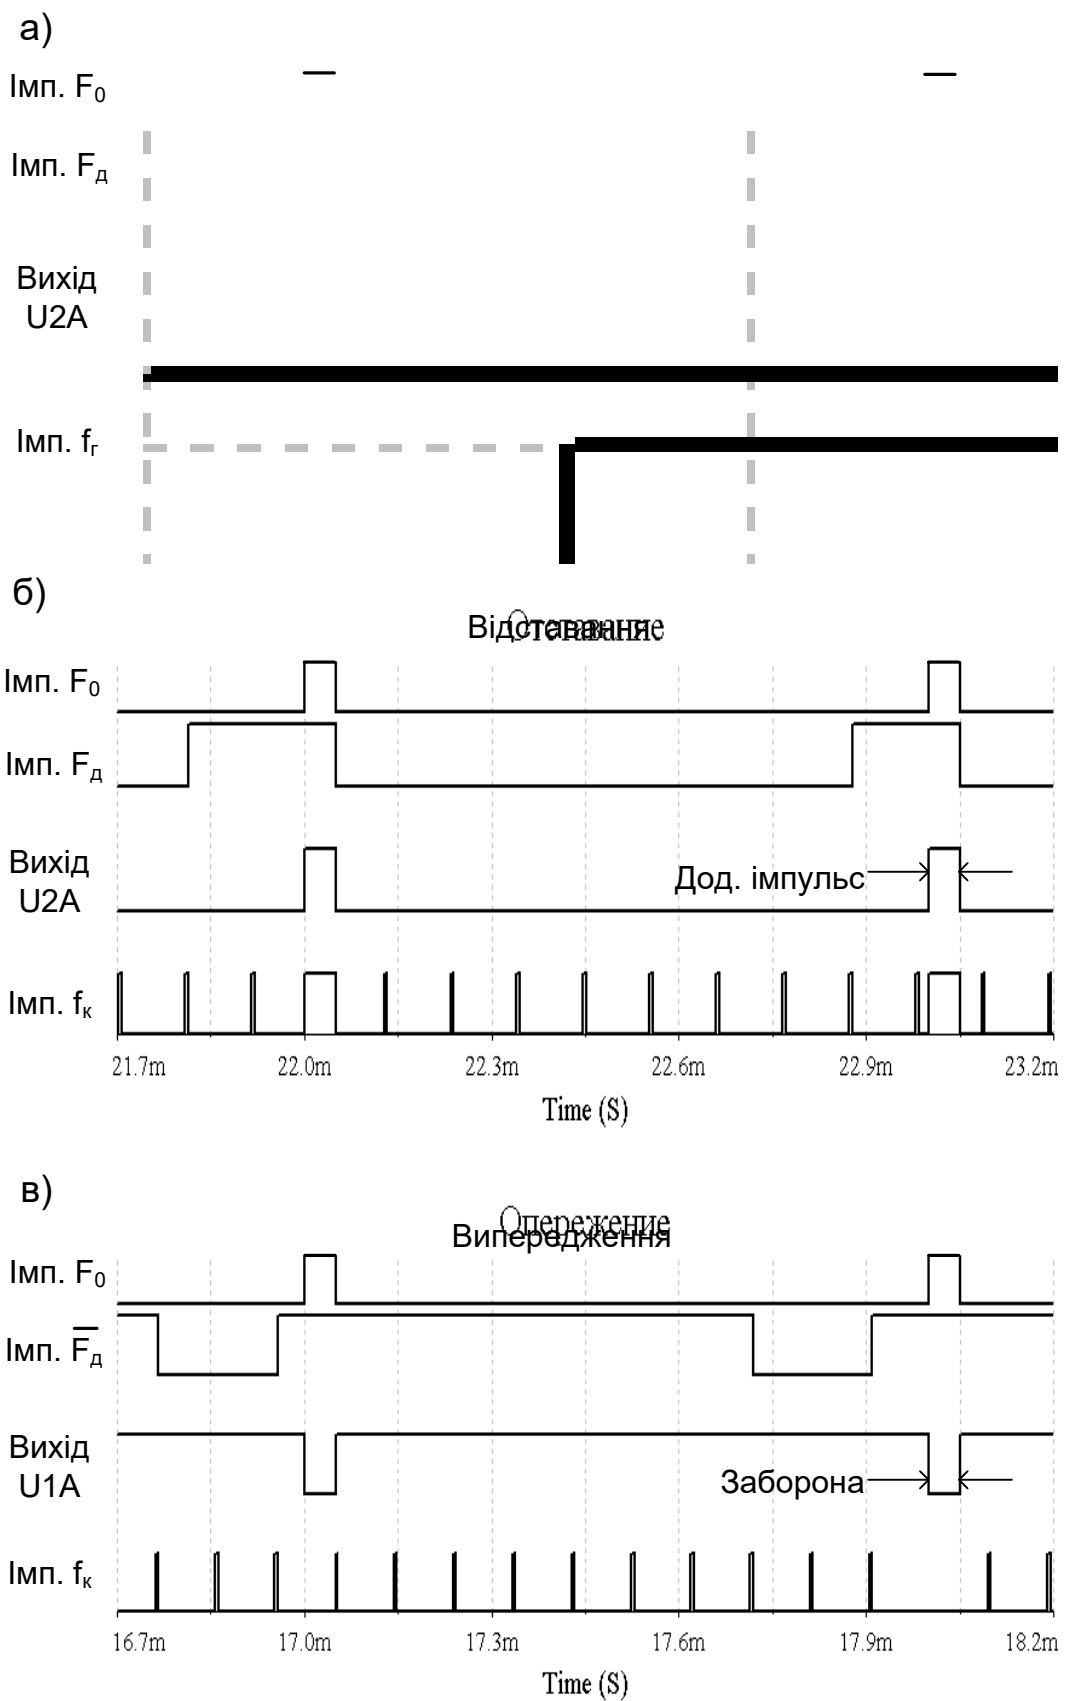 а)
Імп. F₀
Імп. Fд
Вихід
U2A
Імп. fг
б)
Відставання
Отставание
Імп. F₀
Імп. Fд
Вихід
U2A
Дод. імпульс
Імп. fк
21.7m 22.0m 22.3m 22.6m 22.9m 23.2m
Time (S)
в)
Опережение
Випередження
Імп. F₀
Імп. F̅д
Вихід
U1A
Заборона
Імп. fк
16.7m 17.0m 17.3m 17.6m 17.9m 18.2m
Time (S)